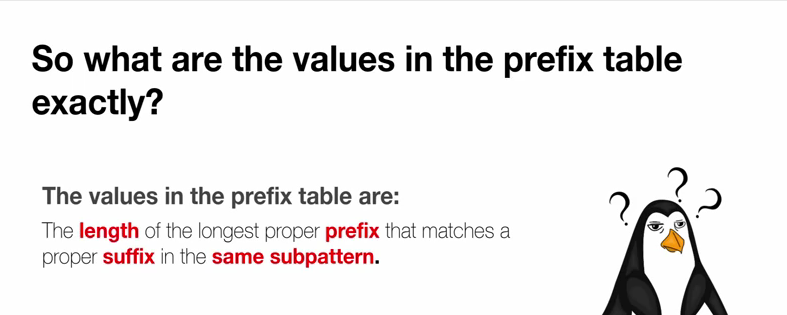 So what are the values in the prefix table
exactly?
The values in the prefix table are:
The length of the longest proper prefix that matches a
proper suffix in the same subpattern.
? ? ?